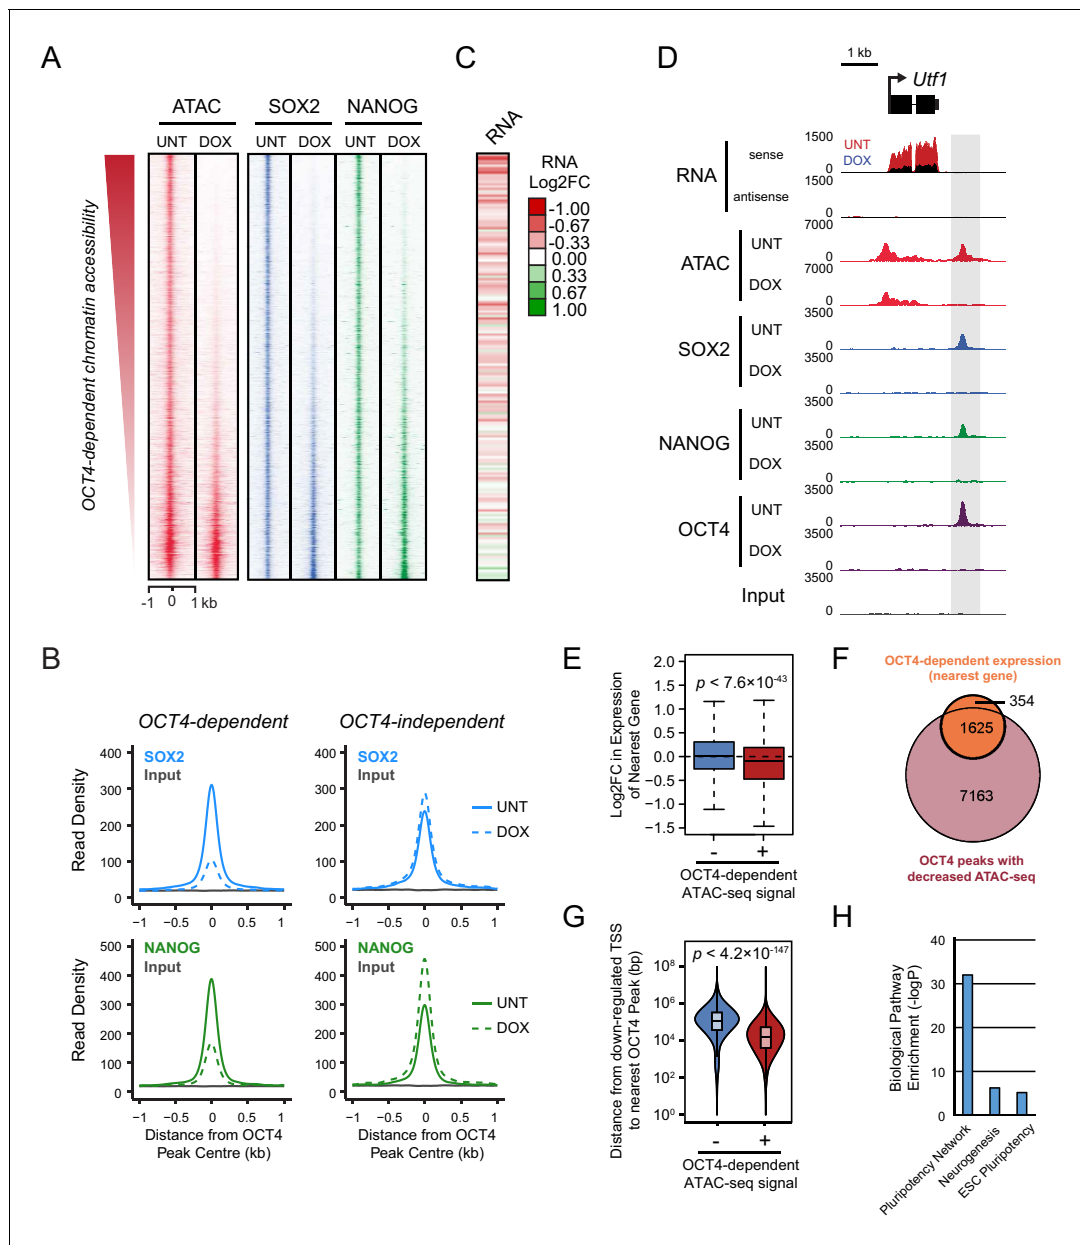 A
ATAC
SOX2
NANOG
UNT
DOX
UNT
DOX
UNT
DOX
OCT4-dependent chromatin accessibility
-1
0
1 kb
C
RNA
RNA
Log2FC
-1.00
-0.67
-0.33
0.00
0.33
0.67
1.00
D
1 kb
Utf1
RNA
sense
antisense
UNT
DOX
1500
0
1500
0
ATAC
UNT
DOX
7000
0
7000
0
SOX2
UNT
DOX
3500
0
3500
0
NANOG
UNT
DOX
3500
0
3500
0
OCT4
UNT
DOX
3500
0
3500
0
Input
3500
0
B
OCT4-dependent
OCT4-independent
Read Density
400
300
200
100
0
SOX2
Input
−1
−0.5
0
0.5
1
400
300
200
100
0
SOX2
Input
UNT
DOX
−1
−0.5
0
0.5
1
Read Density
500
400
300
200
100
0
NANOG
Input
−1
−0.5
0
0.5
1
Distance from OCT4
Peak Centre (kb)
500
400
300
200
100
0
NANOG
Input
UNT
DOX
−1
−0.5
0
0.5
1
Distance from OCT4
Peak Centre (kb)
E
Log2FC in Expression
of Nearest Gene
2.0
1.5
1.0
0.5
0.0
−0.5
−1.0
−1.5
p < 7.6×10-43
-
+
OCT4-dependent
ATAC-seq signal
F
OCT4-dependent expression
(nearest gene)
354
1625
7163
OCT4 peaks with
decreased ATAC-seq
G
Distance from down-regulated TSS
to nearest OCT4 Peak (bp)
p < 4.2×10-147
10⁸
10⁶
10⁴
10²
10⁰
-
+
OCT4-dependent
ATAC-seq signal
H
Biological Pathway
Enrichment (-logP)
40
30
20
10
0
Pluripotency Network
Neurogenesis
ESC Pluripotency